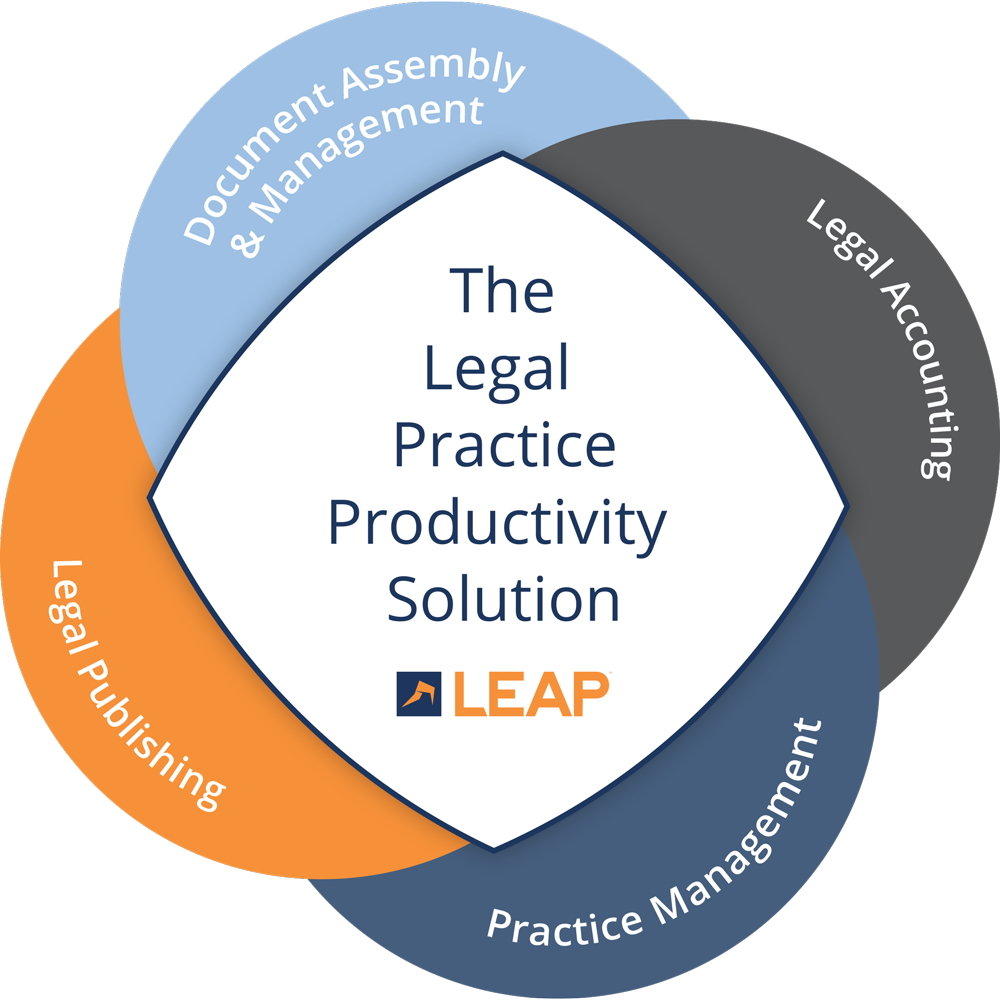 Document Assembly
& Management
Legal Accounting
The
Legal
Practice
Productivity
Solution
LEAP
Legal Publishing
Practice Management